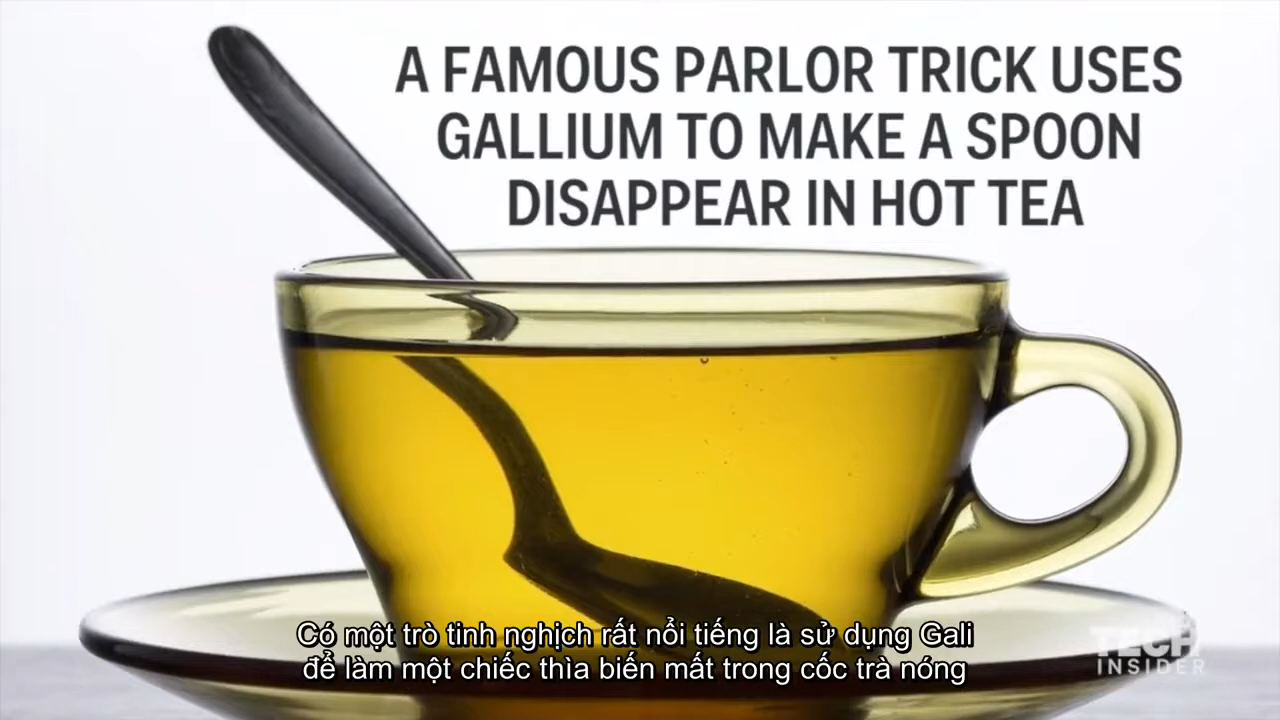 A FAMOUS PARLOR TRICK USES
GALLIUM TO MAKE A SPOON
DISAPPEAR IN HOT TEA
Có một trò tinh nghịch rất nổi tiếng là sử dụng Gali
để làm một chiếc thìa biến mất trong cốc trà nóng
TECH
INSIDER